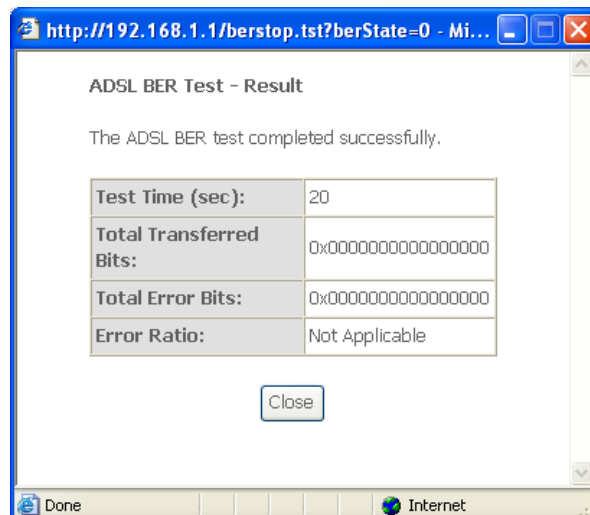 http://192.168.1.1/berstop.tst?berState=0 - Mi...
ADSL BER Test - Result
The ADSL BER test completed successfully.
Test Time (sec): 20
Total Transferred Bits: 0x0000000000000000
Total Error Bits: 0x0000000000000000
Error Ratio: Not Applicable
Close
Done Internet